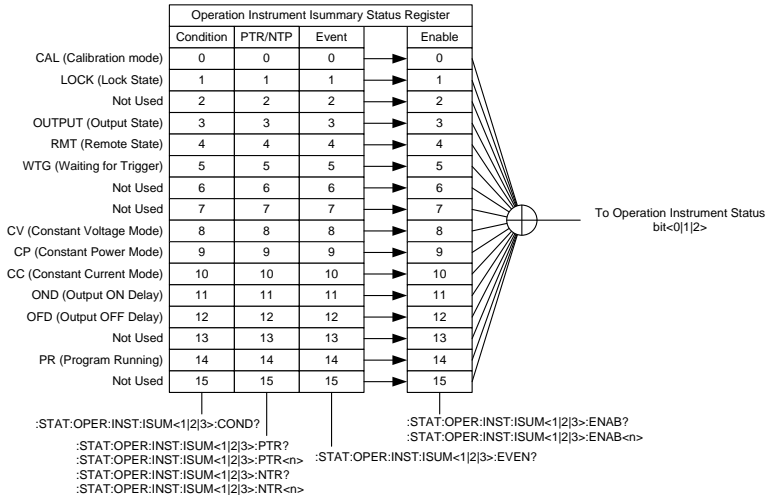 Operation Instrument Isummary Status Register
Condition PTR/NTP Event Enable
CAL (Calibration mode) 0 0 0 0
LOCK (Lock State) 1 1 1 1
Not Used 2 2 2 2
OUTPUT (Output State) 3 3 3 3
RMT (Remote State) 4 4 4 4
WTG (Waiting for Trigger) 5 5 5 5
Not Used 6 6 6 6
Not Used 7 7 7 7
CV (Constant Voltage Mode) 8 8 8 8
CP (Constant Power Mode) 9 9 9 9
CC (Constant Current Mode) 10 10 10 10
OND (Output ON Delay) 11 11 11 11
OFD (Output OFF Delay) 12 12 12 12
Not Used 13 13 13 13
PR (Program Running) 14 14 14 14
Not Used 15 15 15 15
To Operation Instrument Status
bit<0|1|2>
:STAT:OPER:INST:ISUM<1|2|3>:COND?
:STAT:OPER:INST:ISUM<1|2|3>:PTR?
:STAT:OPER:INST:ISUM<1|2|3>:PTR<n>
:STAT:OPER:INST:ISUM<1|2|3>:NTR?
:STAT:OPER:INST:ISUM<1|2|3>:NTR<n>
:STAT:OPER:INST:ISUM<1|2|3>:EVEN?
:STAT:OPER:INST:ISUM<1|2|3>:ENAB?
:STAT:OPER:INST:ISUM<1|2|3>:ENAB<n>